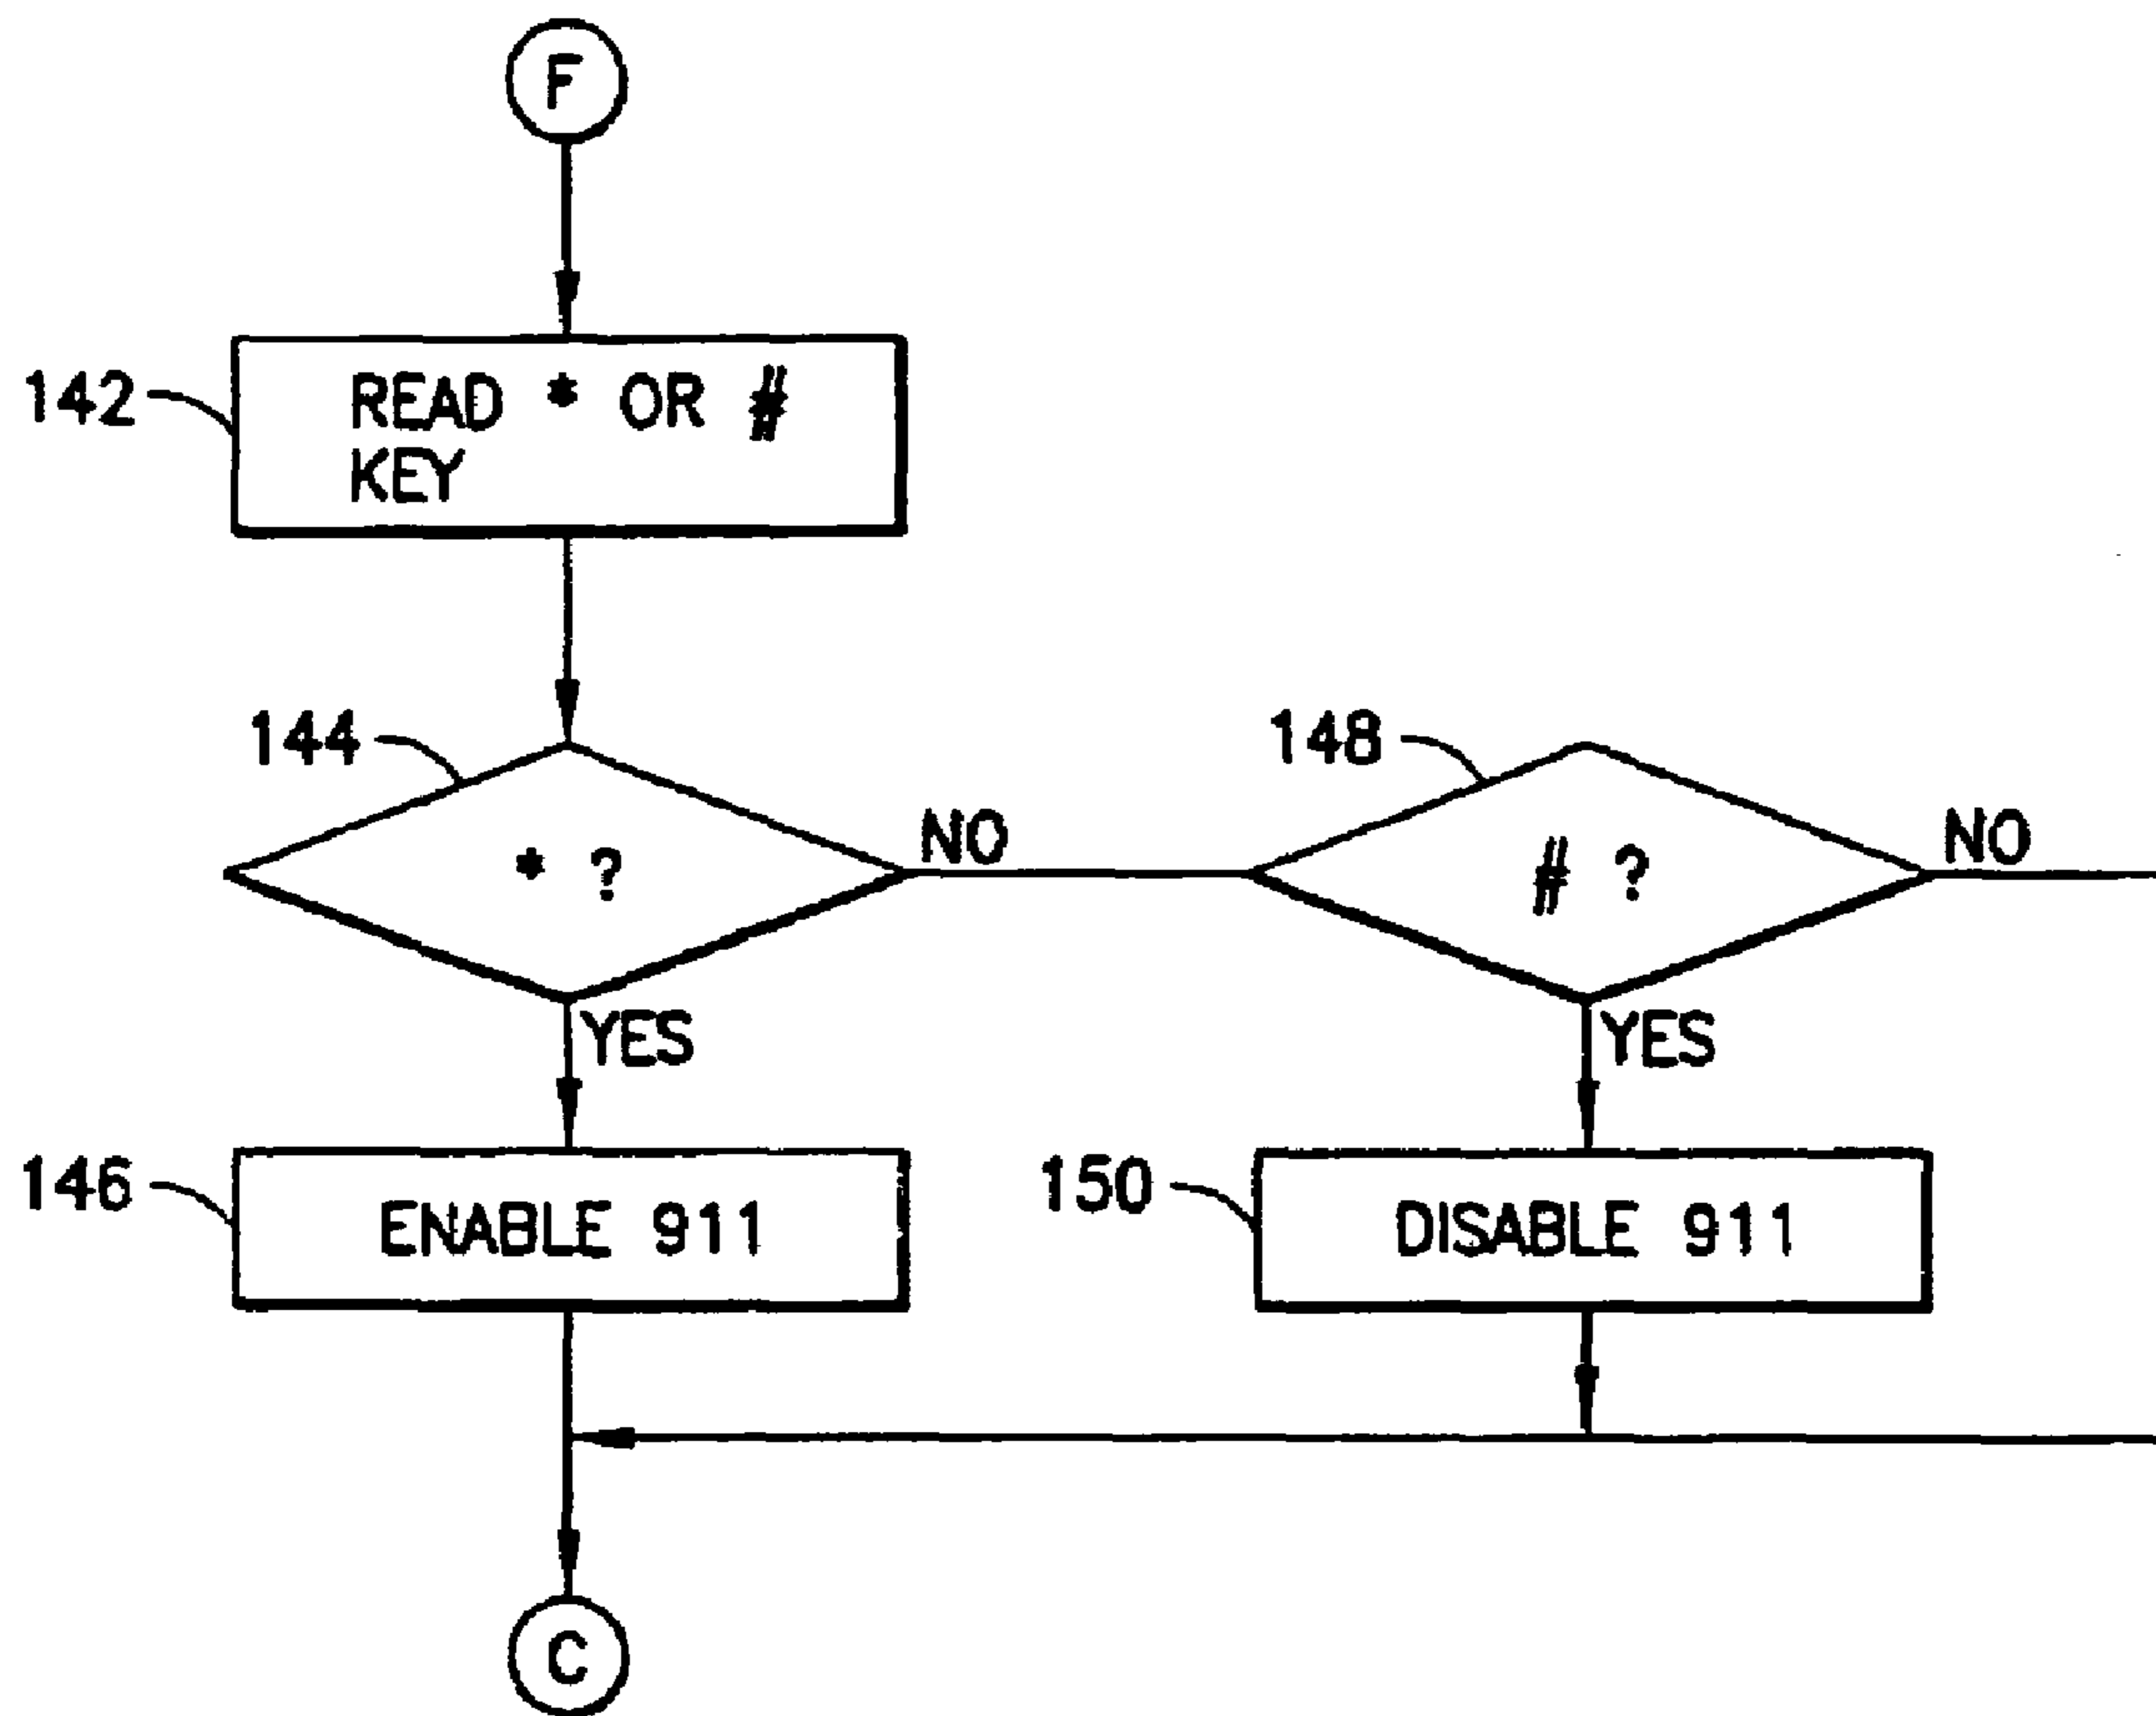 F
142
READ * OR #
KEY
144
* ?
NO
148
# ?
NO
YES
YES
146
ENABLE 911
150
DISABLE 911
C